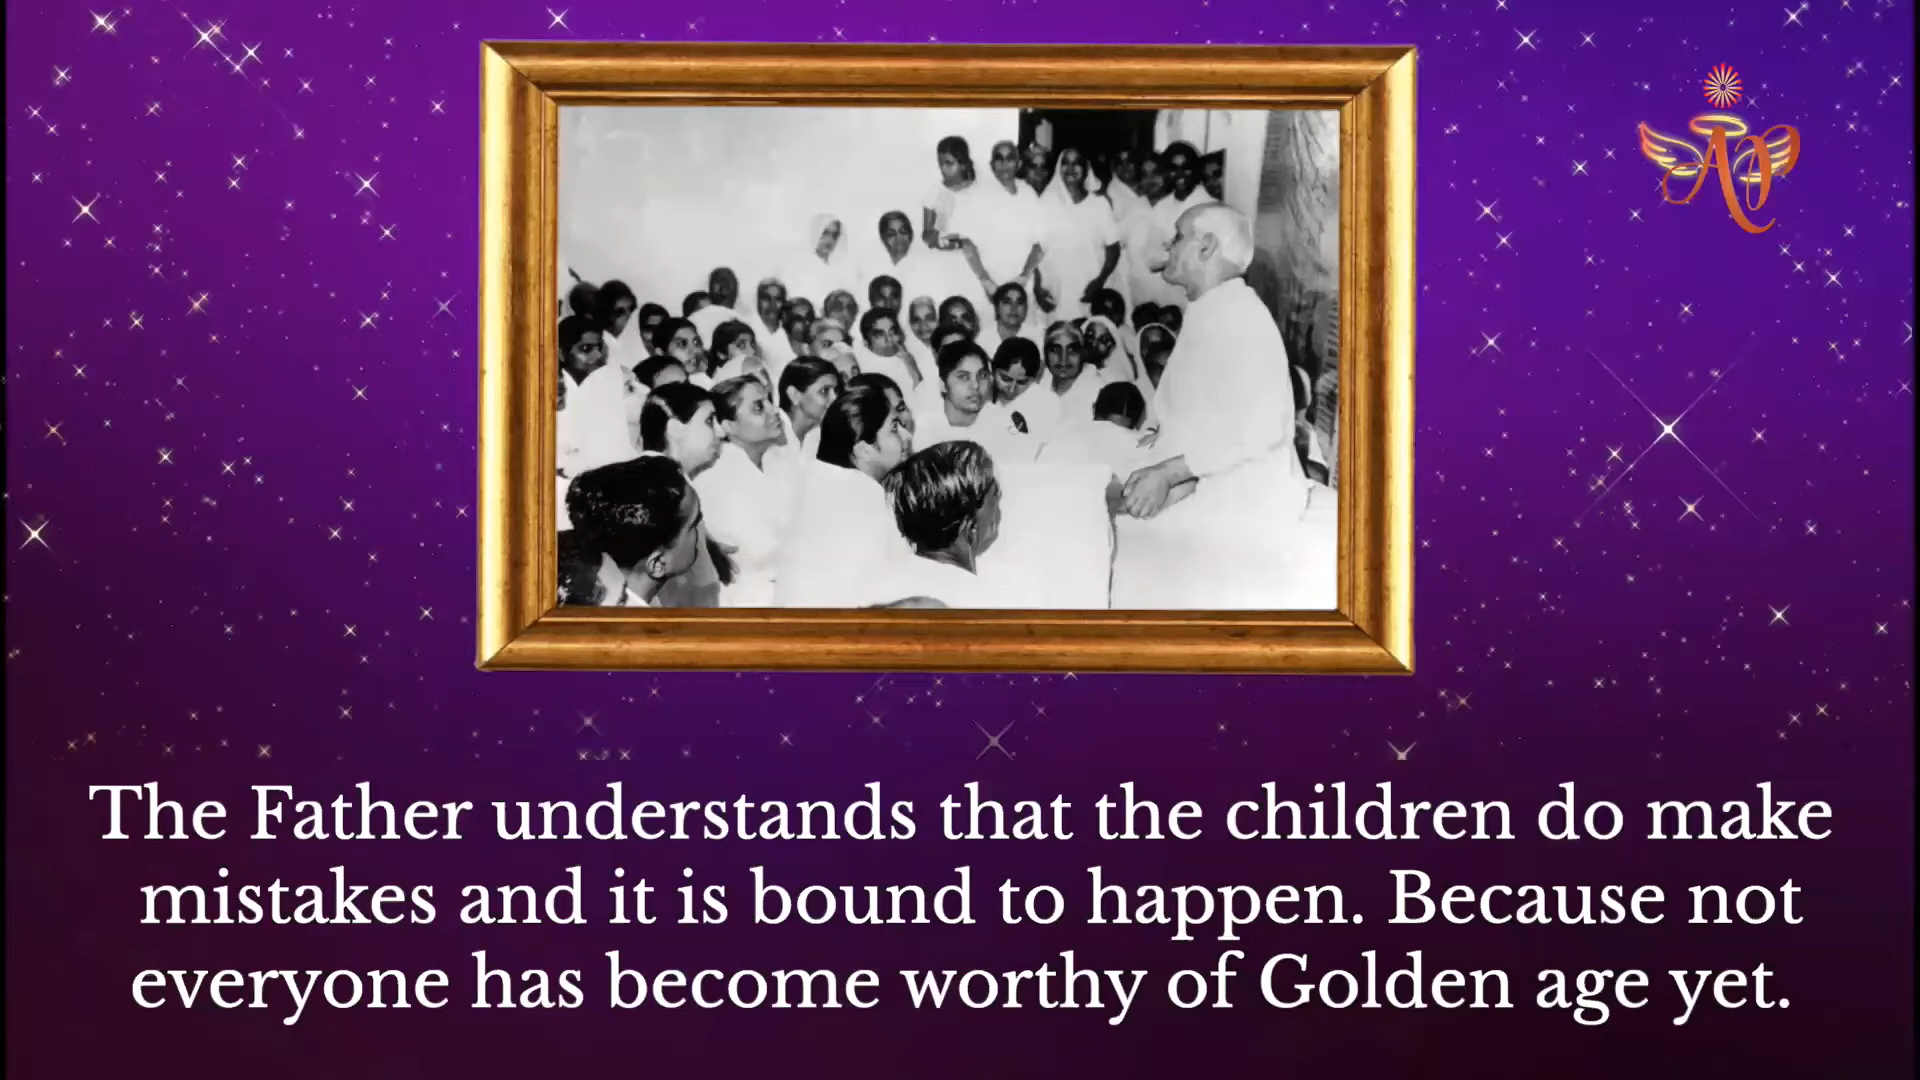 AP
The Father understands that the children do make
mistakes and it is bound to happen. Because not
everyone has become worthy of Golden age yet.